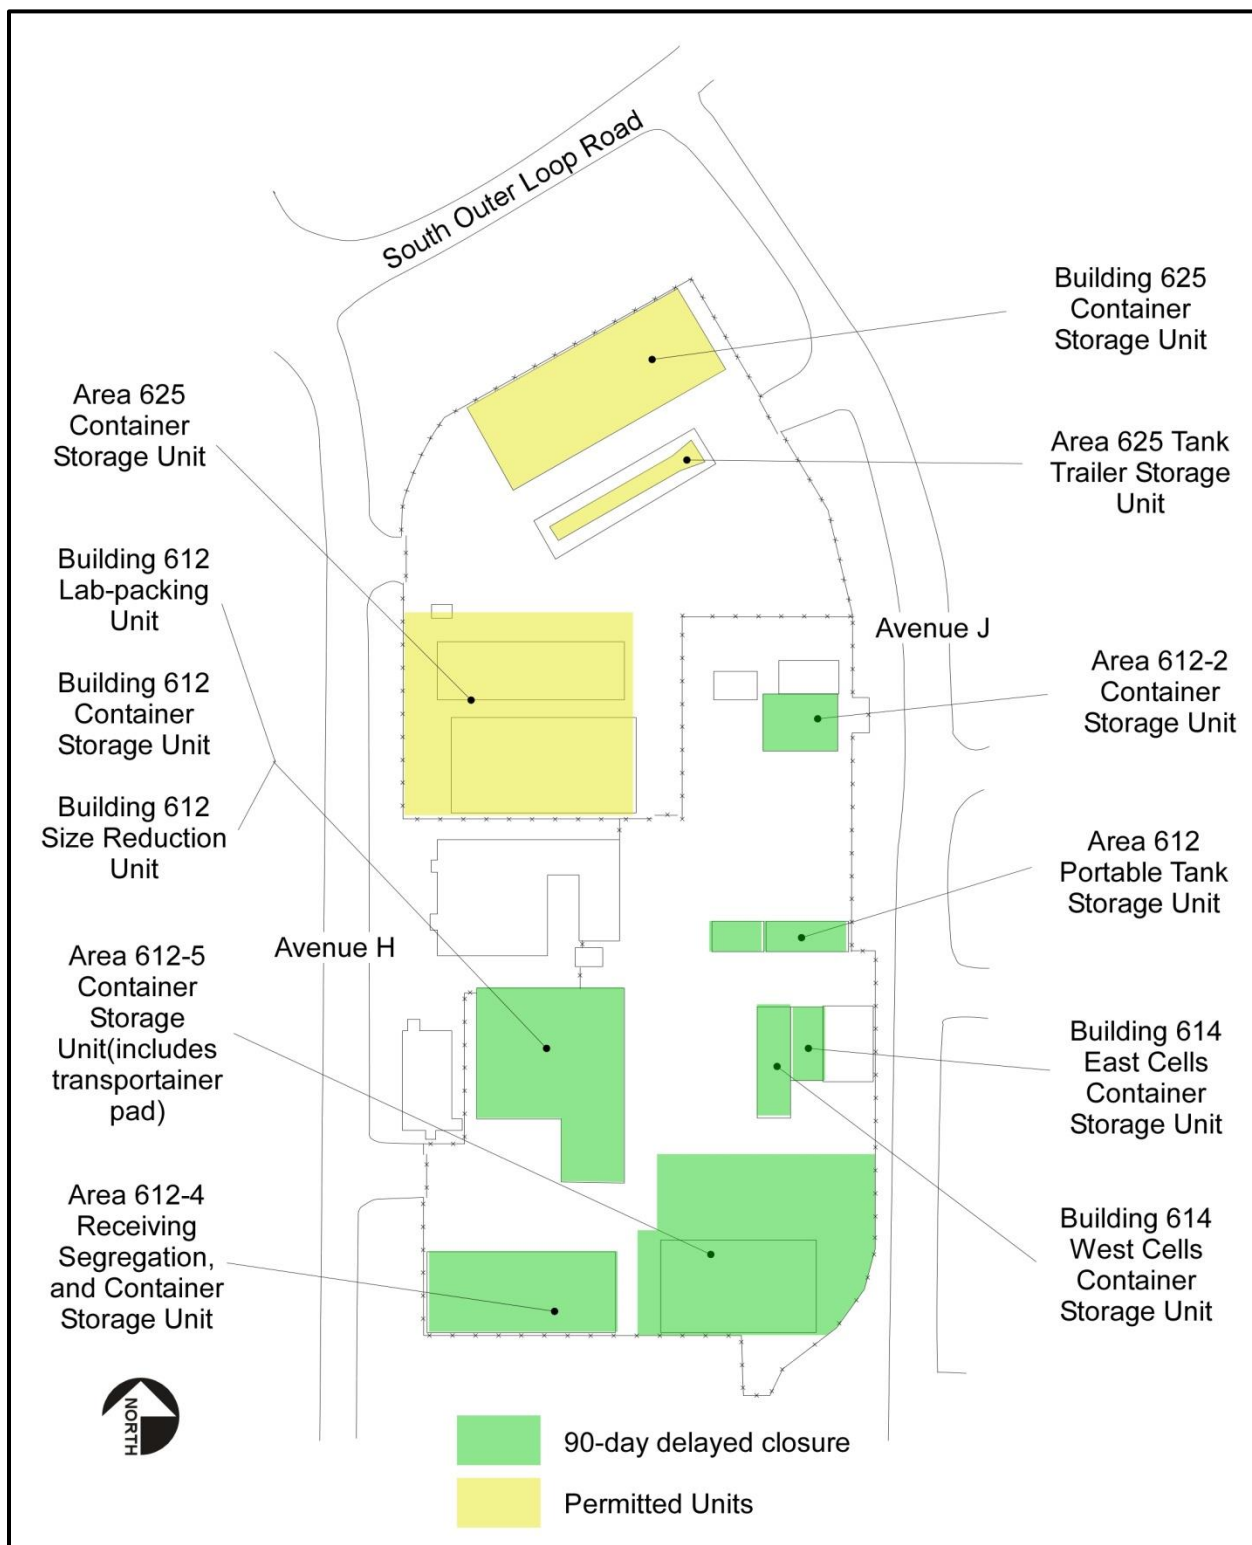 South Outer Loop Road
Building 625
Container
Storage Unit
Area 625
Container
Storage Unit
Area 625 Tank
Trailer Storage
Unit
Building 612
Lab-packing
Unit
Avenue J
Area 612-2
Container
Storage Unit
Building 612
Container
Storage Unit
Building 612
Size Reduction
Unit
Area 612
Portable Tank
Storage Unit
Avenue H
Area 612-5
Container
Storage
Unit(includes
transportainer
pad)
Building 614
East Cells
Container
Storage Unit
Area 612-4
Receiving
Segregation,
and Container
Storage Unit
Building 614
West Cells
Container
Storage Unit
NORTH
90-day delayed closure
Permitted Units